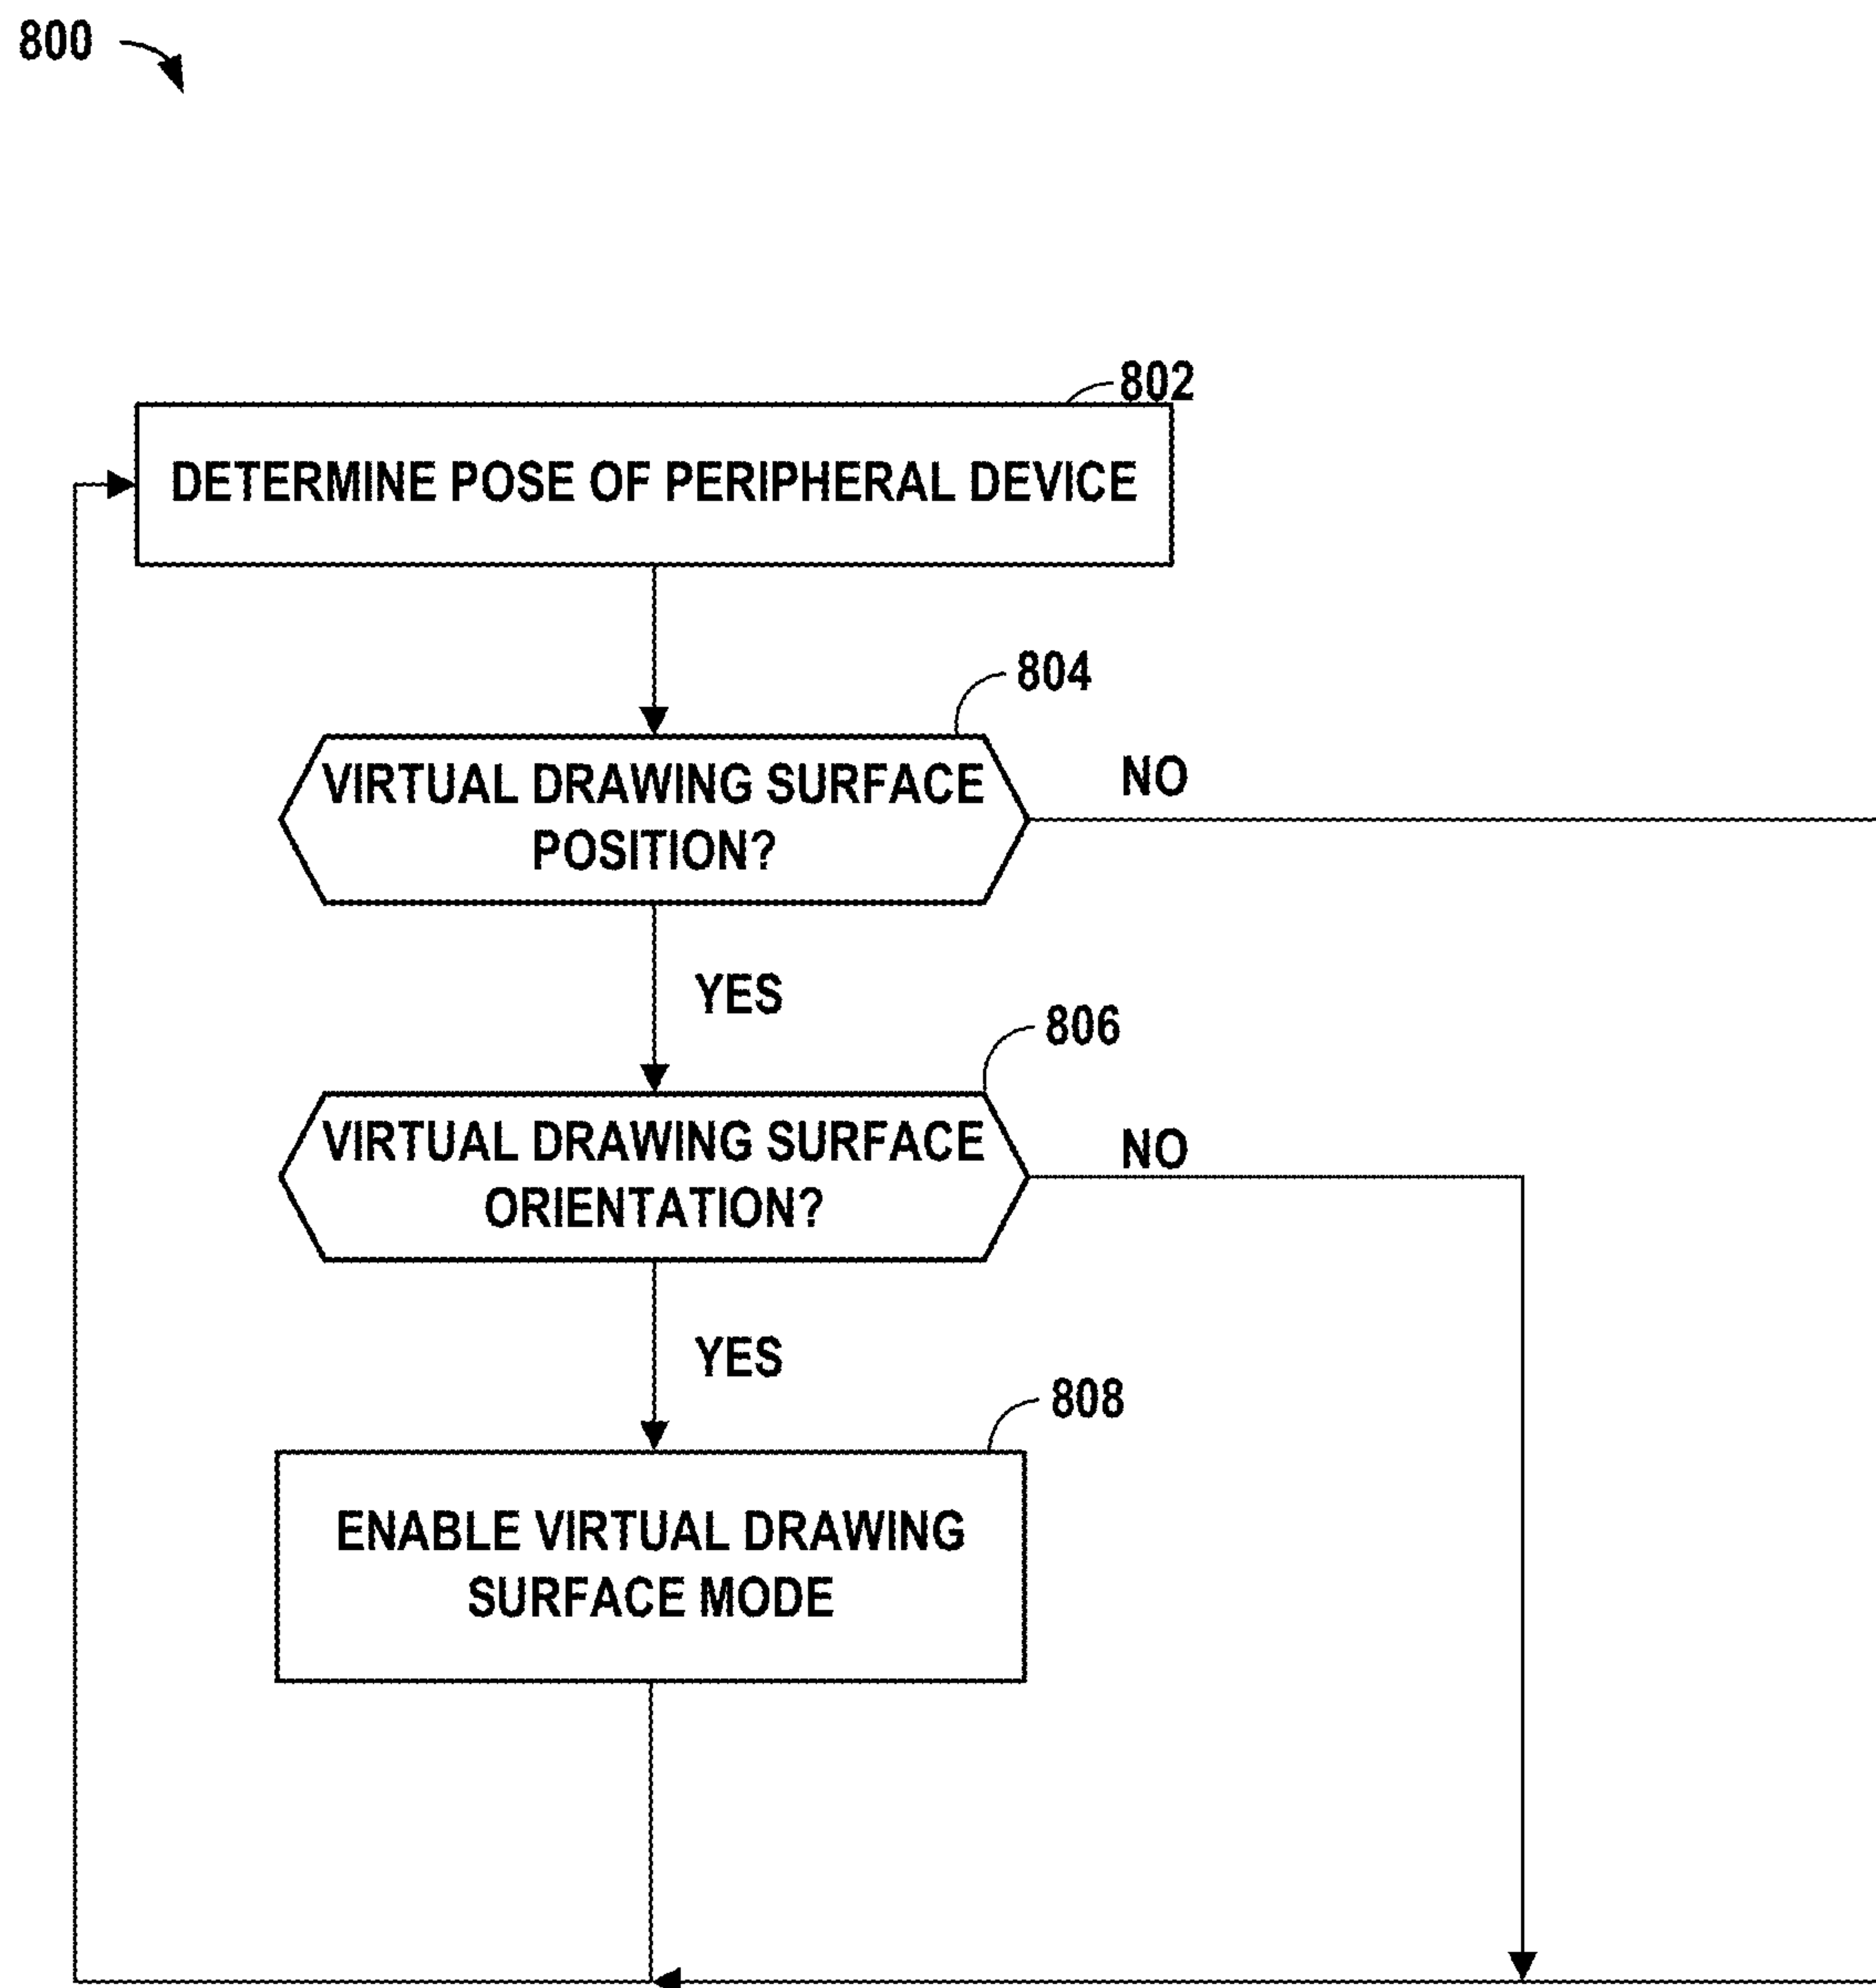 800
802
DETERMINE POSE OF PERIPHERAL DEVICE
804
VIRTUAL DRAWING SURFACE
POSITION?
NO
YES
806
VIRTUAL DRAWING SURFACE
ORIENTATION?
NO
YES
808
ENABLE VIRTUAL DRAWING
SURFACE MODE